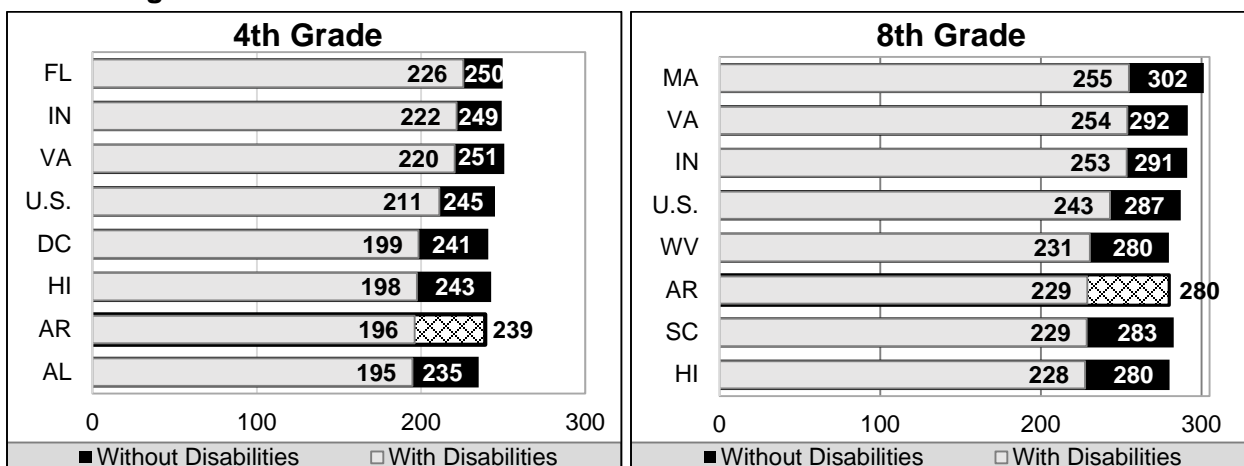 4th Grade
FL 226 250
IN 222 249
VA 220 251
U.S. 211 245
DC 199 241
HI 198 243
AR 196 239
AL 195 235
0 100 200 300
■ Without Disabilities □ With Disabilities
8th Grade
MA 255 302
VA 254 292
IN 253 291
U.S. 243 287
WV 231 280
AR 229 280
SC 229 283
HI 228 280
0 100 200 300
■ Without Disabilities □ With Disabilities